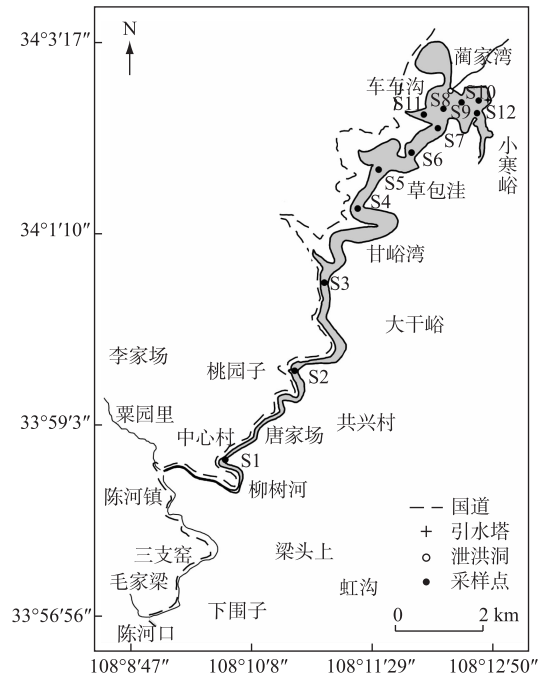 N
34°3′17″
蔺家湾
车车沟
S10
S11
S8
S9
S12
S7
小寒峪
S6
S5
草包洼
S4
34°1′10″
甘峪湾
S3
大干峪
李家场
桃园子
S2
粟园里
33°59′3″
共兴村
中心村
唐家场
S1
陈河镇
柳树河
国道
引水塔
三支窑
梁头上
泄洪洞
毛家梁
虹沟
采样点
33°56′56″
下围子
0 2 km
陈河口
108°8′47″ 108°10′8″ 108°11′29″ 108°12′50″